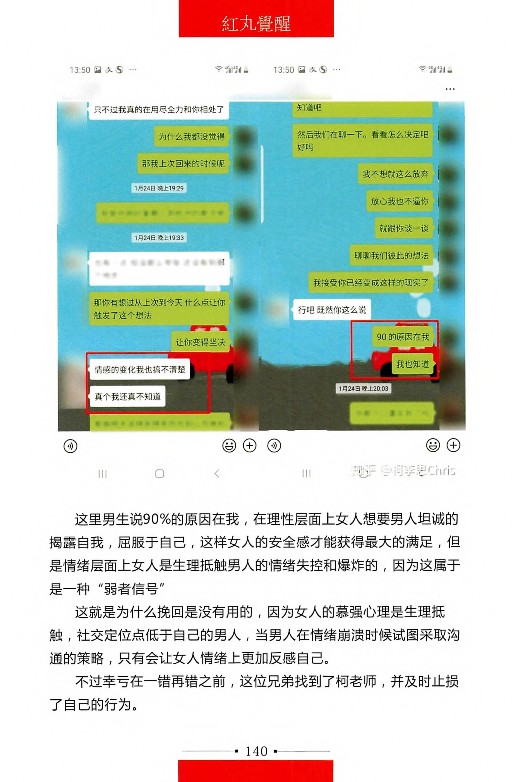 紅丸覺醒
13:50
只不过我真的在用尽全力和你相处了
为什么我都没觉得
那我上次回来的时候呢
1月24日 晚上19:29
1月24日 晚上19:33
那你有想过从上次到今天 什么点让你
触发了这个想法
让你变得坚决
情感的变化我也搞不清楚
真个我还真不知道
13:50
知道吧
然后我们在聊一下。看看怎么决定吧
好吗
我不想就这么放弃
放心我也不逼你
就跟你谈一谈
聊聊我们彼此的想法
我接受你已经变成这样的现实了
行吧 既然你这么说
90 的原因在我
我也知道
1月24日 晚上20:03
这里男生说90%的原因在我，在理性层面上女人想要男人坦诚的
揭露自我，屈服于自己，这样女人的安全感才能获得最大的满足，但
是情绪层面上女人是生理抵触男人的情绪失控和爆炸的，因为这属于
是一种“弱者信号”
这就是为什么挽回是没有用的，因为女人的慕强心理是生理抵
触，社交定位点低于自己的男人，当男人在情绪崩溃时候试图采取沟
通的策略，只有会让女人情绪上更加反感自己。
不过幸亏在一错再错之前，这位兄弟找到了柯老师，并及时止损
了自己的行为。
140